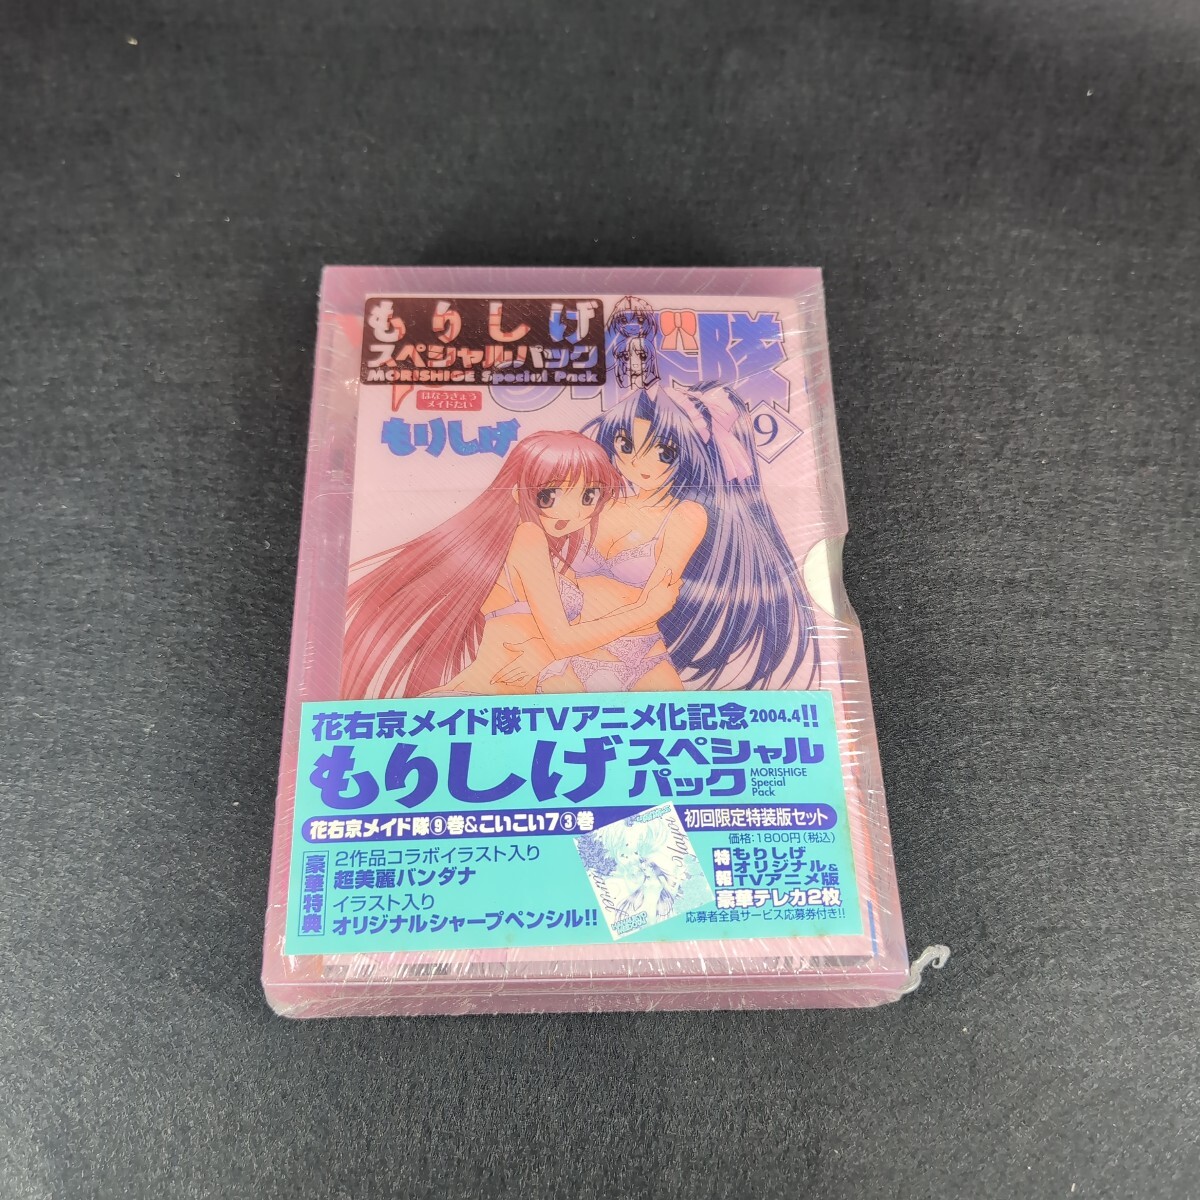 もりしげ
スペシャルパック
MORISHIGE Special Pack
隊
はなうきょう
メイドたい
もりしげ
9
花右京メイド隊TVアニメ化記念2004.4!!
もりしげスペシャルパック
MORISHIGE
Special
Pack
花右京メイド隊⑨巻&こいこい7③巻
初回限定特装版セット
価格:1800円(税込)
豪華特典
2作品コラボイラスト入り
超美麗バンダナ
イラスト入り
オリジナルシャープペンシル!!
特報
もりしげ
オリジナル&
TVアニメ版
豪華テレカ2枚
応募者全員サービス応募券付き!!